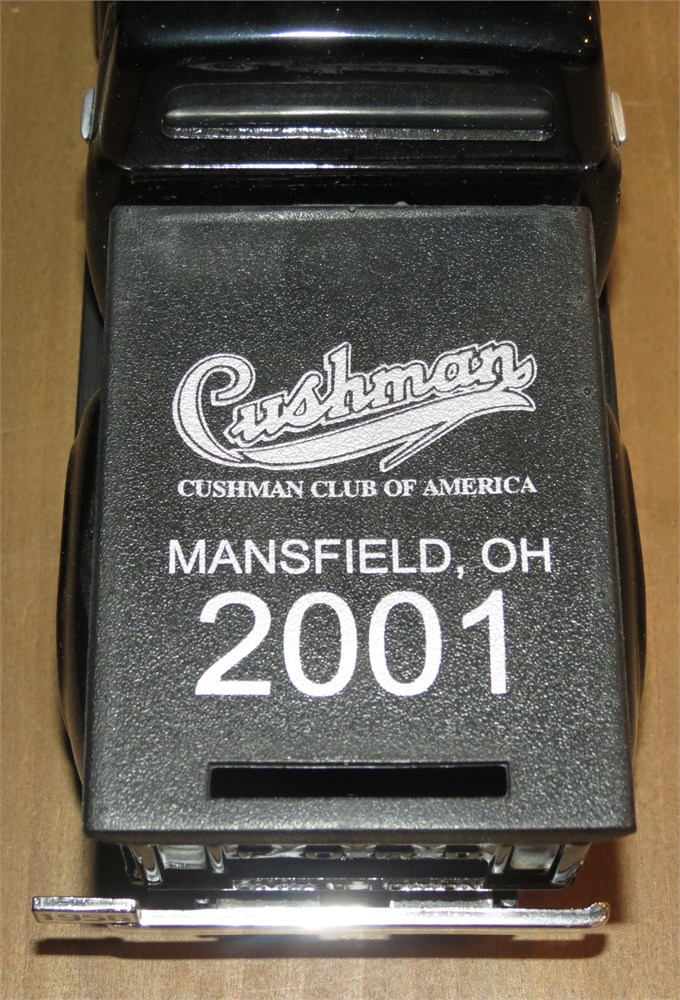 Cushman
CUSHMAN CLUB OF AMERICA
MANSFIELD, OH
2001